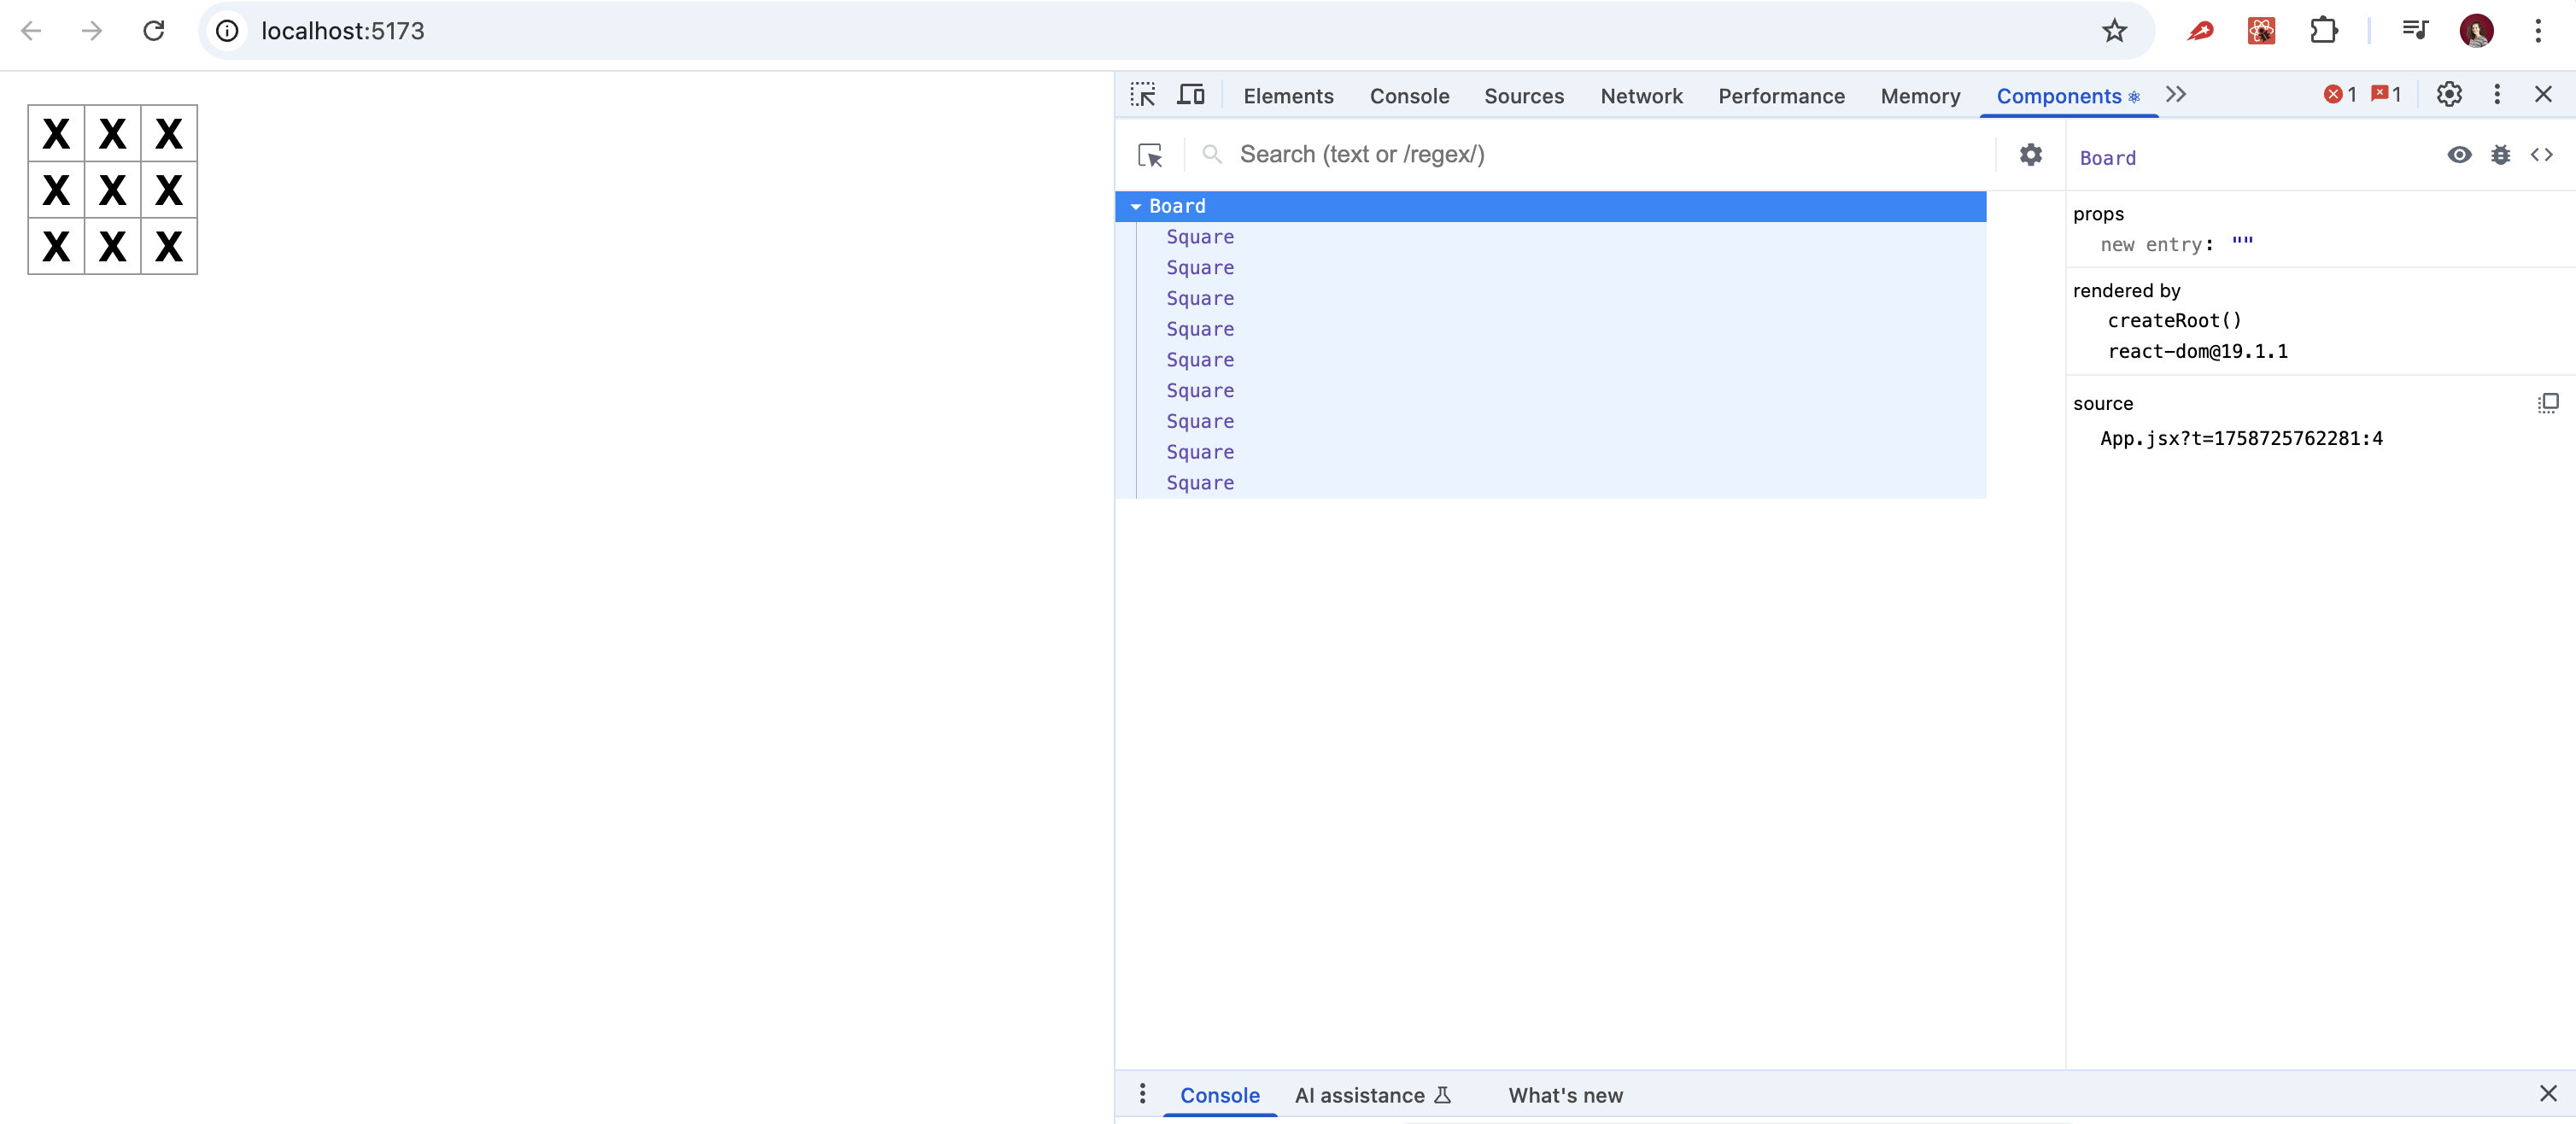 localhost:5173
X X X
X X X
X X X
Elements Console Sources Network Performance Memory Components 1 1
Search (text or /regex/)
Board
Square
Square
Square
Square
Square
Square
Square
Square
Square
Board
props
new entry: ""
rendered by
createRoot()
react-dom@19.1.1
source
App.jsx?t=1758725762281:4
Console AI assistance What's new